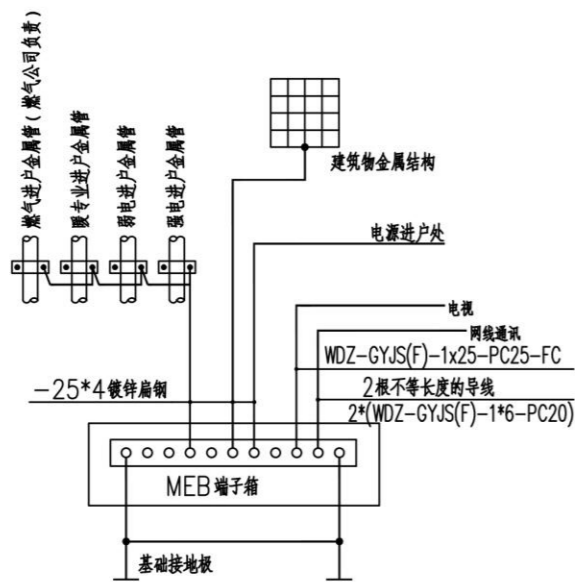 燃气进户金属管(燃气公司负责)
暖专业进户金属管
弱电进户金属管
强电进户金属管
建筑物金属结构
电源进户处
电视
网线通讯
WDZ-GYJS(F)-1x25-PC25-FC
-25*4镀锌扁钢
2根不等长度的导线
2*(WDZ-GYJS(F)-1*6-PC20)
MEB端子箱
基础接地极